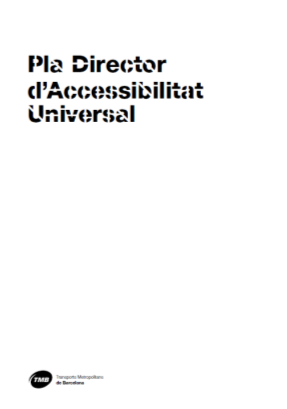 Pla Director
d'Accessibilitat
Universal
TMB
Transports Metropolitans
de Barcelona